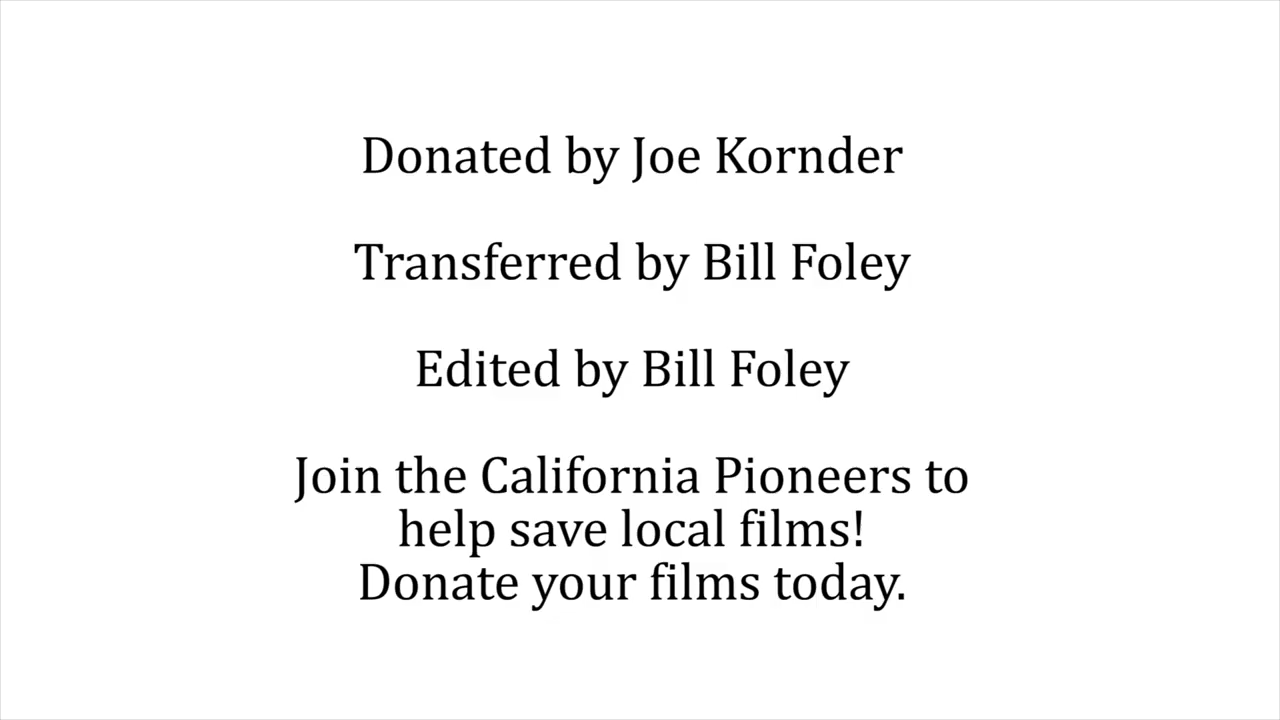 Donated by Joe Kornder
Transferred by Bill Foley
Edited by Bill Foley
Join the California Pioneers to
help save local films!
Donate your films today.